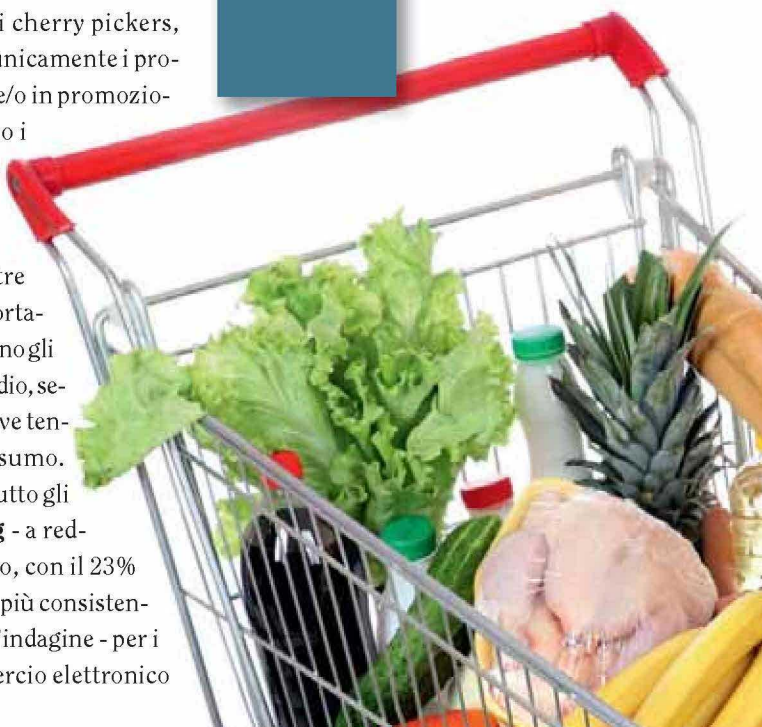 i cherry pickers,
unicamente i pro-
e/o in promozio-
o i
tre
orta-
no gli
dio, se-
ve ten-
sumo.
utto gli
g - a red-
o, con il 23%
più consisten-
'indagine - per i
ercio elettronico